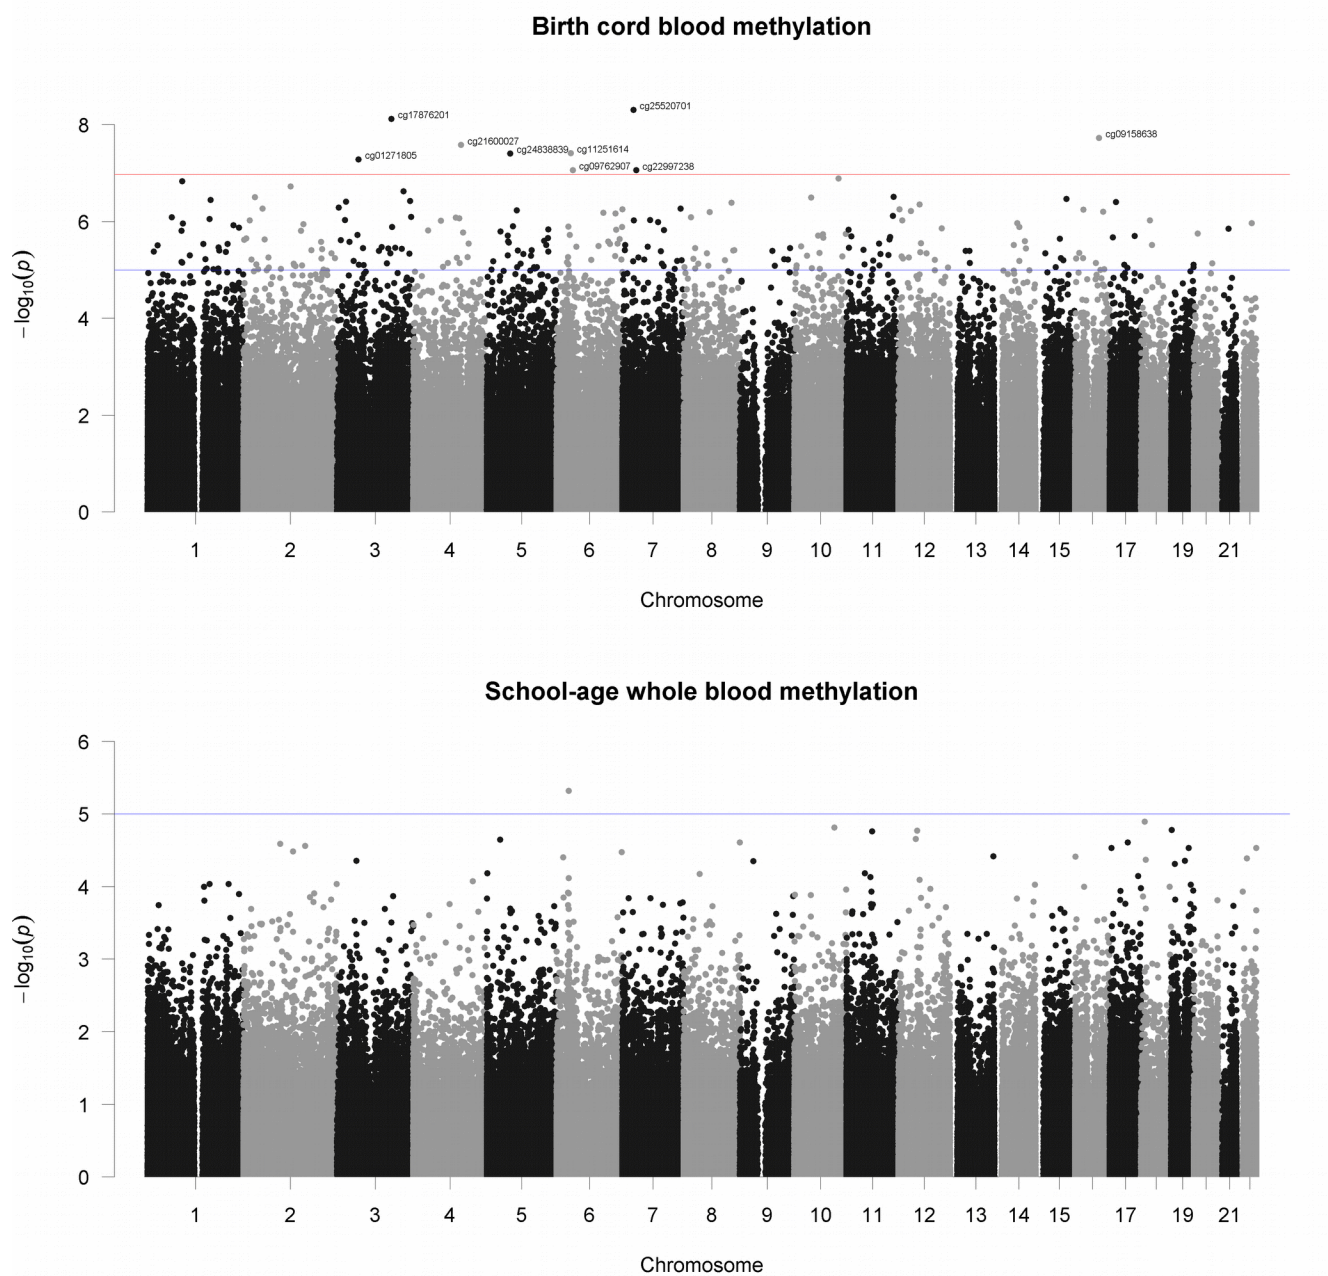 Birth cord blood methylation
cg25520701
cg17876201
cg09158638
cg21600027
cg24838839 cg11251614
cg01271805
cg09762907 cg22997238
8
6
4
2
0
−log10(p)
1 2 3 4 5 6 7 8 9 10 11 12 13 14 15 17 19 21
Chromosome
School-age whole blood methylation
6
5
4
3
2
1
0
−log10(p)
1 2 3 4 5 6 7 8 9 10 11 12 13 14 15 17 19 21
Chromosome